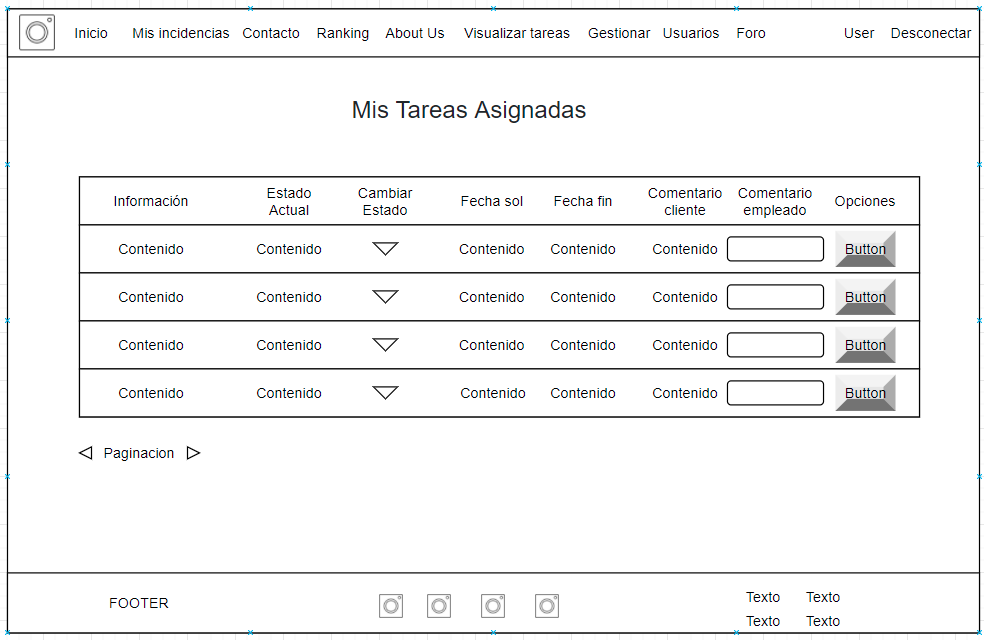 Inicio Mis incidencias Contacto Ranking About Us Visualizar tareas Gestionar Usuarios Foro User Desconectar
Mis Tareas Asignadas
Información Estado Actual Cambiar Estado Fecha sol Fecha fin Comentario cliente Comentario empleado Opciones
Contenido Contenido Contenido Contenido Contenido Button
Contenido Contenido Contenido Contenido Contenido Button
Contenido Contenido Contenido Contenido Contenido Button
Contenido Contenido Contenido Contenido Contenido Button
Paginacion
FOOTER
Texto Texto
Texto Texto